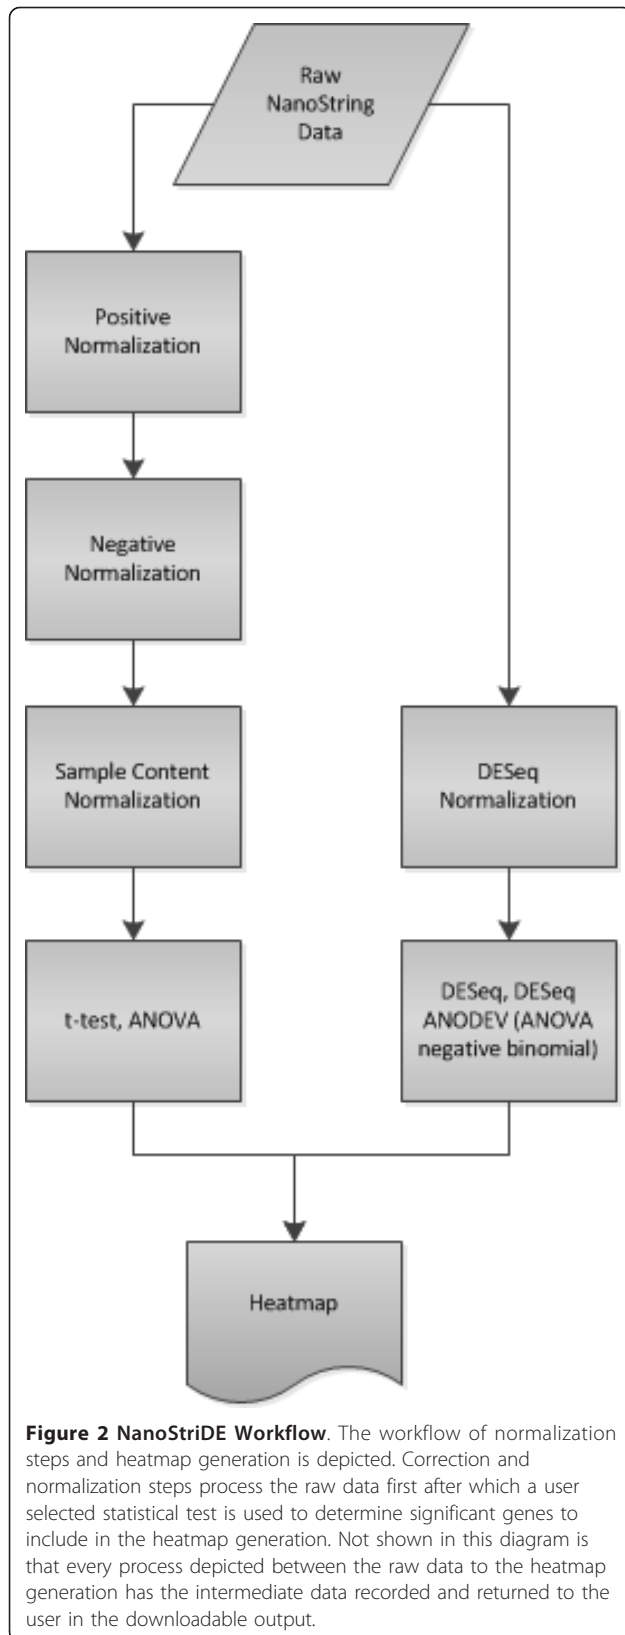 Raw
NanoString
Data
Positive
Normalization
Negative
Normalization
Sample Content
Normalization
DESeq
Normalization
t-test, ANOVA
DESeq, DESeq
ANODEV (ANOVA
negative binomial)
Heatmap
Figure 2 NanoStriDE Workflow. The workflow of normalization
steps and heatmap generation is depicted. Correction and
normalization steps process the raw data first after which a user
selected statistical test is used to determine significant genes to
include in the heatmap generation. Not shown in this diagram is
that every process depicted between the raw data to the heatmap
generation has the intermediate data recorded and returned to the
user in the downloadable output.